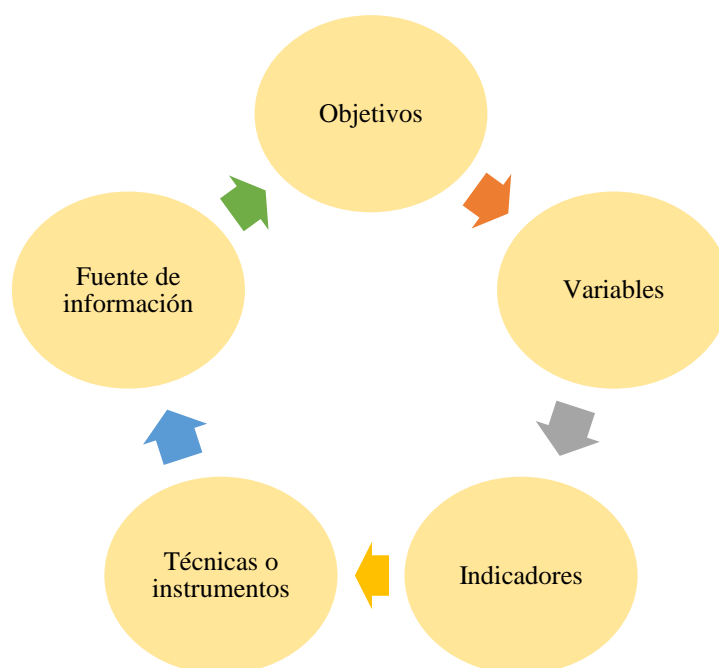 Objetivos
Variables
Indicadores
Técnicas o
instrumentos
Fuente de
información